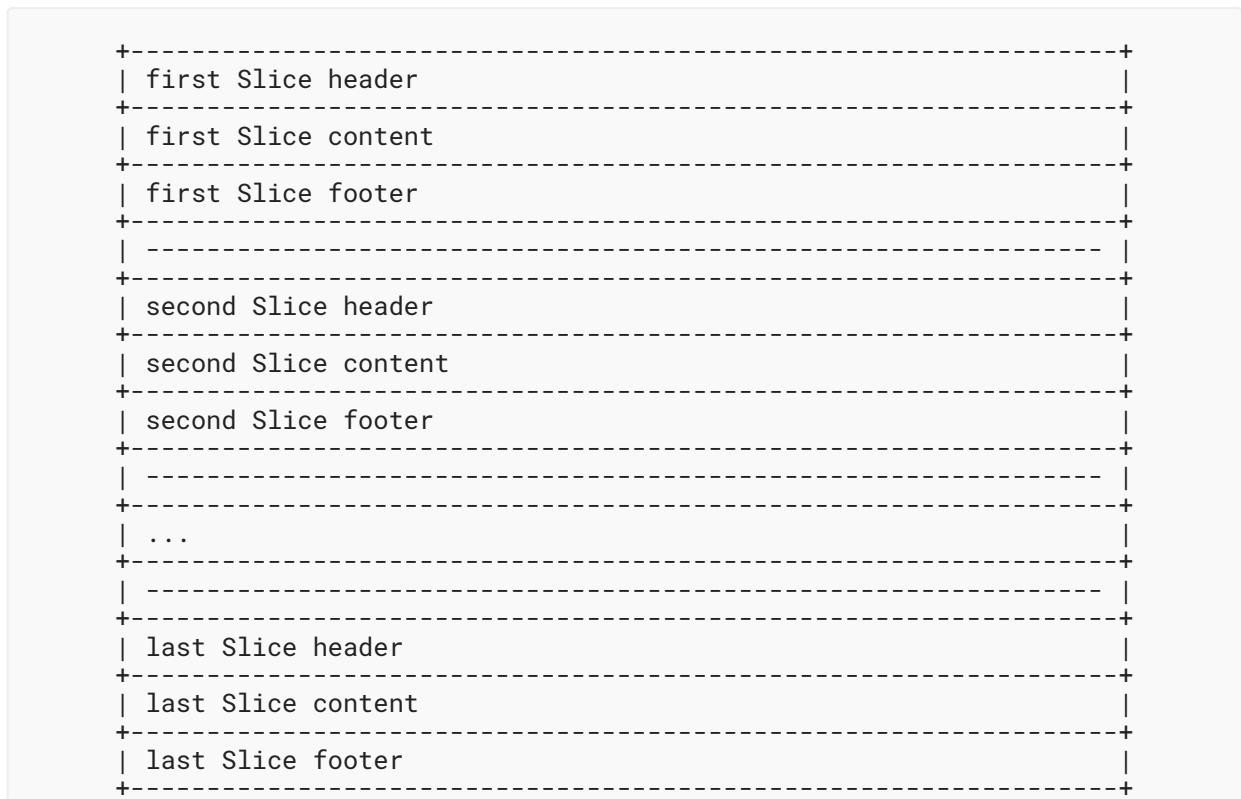 +-----------------------------------------------------------------+
| first Slice header                                              |
+-----------------------------------------------------------------+
| first Slice content                                             |
+-----------------------------------------------------------------+
| first Slice footer                                              |
+-----------------------------------------------------------------+
| --------------------------------------------------------------- |
+-----------------------------------------------------------------+
| second Slice header                                             |
+-----------------------------------------------------------------+
| second Slice content                                            |
+-----------------------------------------------------------------+
| second Slice footer                                             |
+-----------------------------------------------------------------+
| --------------------------------------------------------------- |
+-----------------------------------------------------------------+
| ...                                                             |
+-----------------------------------------------------------------+
| --------------------------------------------------------------- |
+-----------------------------------------------------------------+
| last Slice header                                               |
+-----------------------------------------------------------------+
| last Slice content                                              |
+-----------------------------------------------------------------+
| last Slice footer                                               |
+-----------------------------------------------------------------+